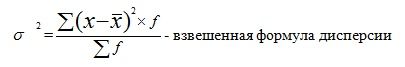 σ² = ∑(x−x̄)²×f / ∑f - взвешенная формула дисперсии